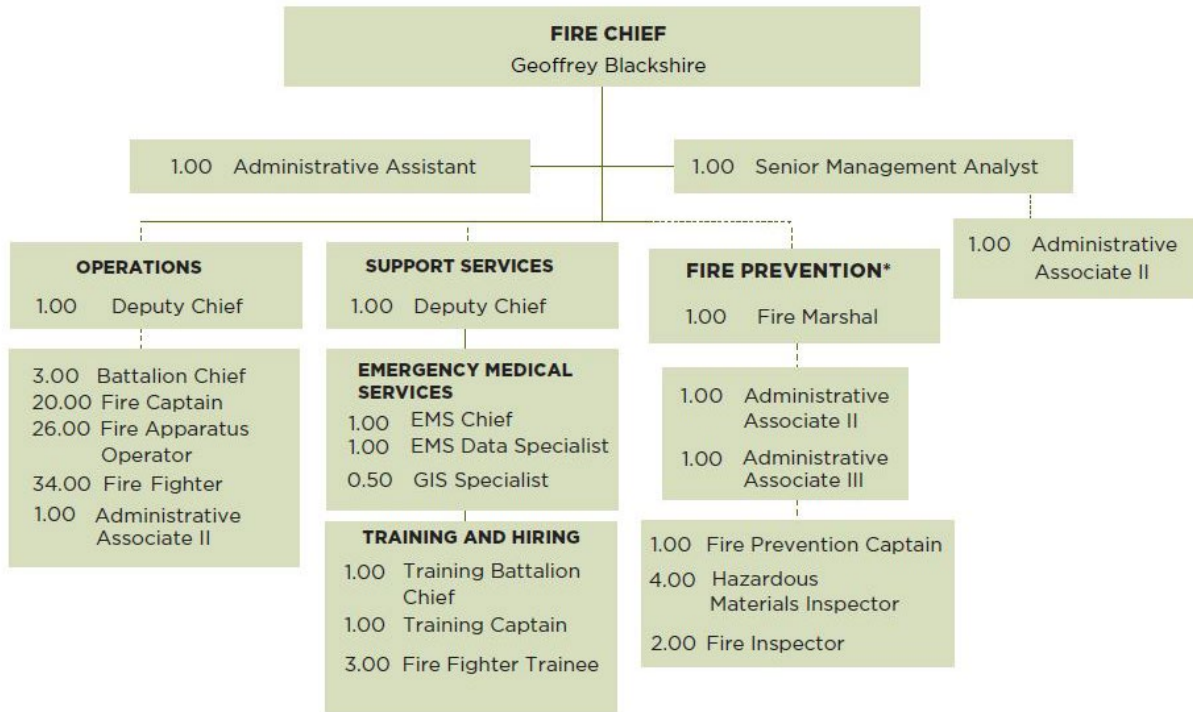 FIRE CHIEF
Geoffrey Blackshire
1.00 Administrative Assistant
1.00 Senior Management Analyst
1.00 Administrative
Associate II
OPERATIONS
1.00 Deputy Chief
3.00 Battalion Chief
20.00 Fire Captain
26.00 Fire Apparatus
Operator
34.00 Fire Fighter
1.00 Administrative
Associate II
SUPPORT SERVICES
1.00 Deputy Chief
EMERGENCY MEDICAL
SERVICES
1.00 EMS Chief
1.00 EMS Data Specialist
0.50 GIS Specialist
TRAINING AND HIRING
1.00 Training Battalion
Chief
1.00 Training Captain
3.00 Fire Fighter Trainee
FIRE PREVENTION*
1.00 Fire Marshal
1.00 Administrative
Associate II
1.00 Administrative
Associate III
1.00 Fire Prevention Captain
4.00 Hazardous
Materials Inspector
2.00 Fire Inspector